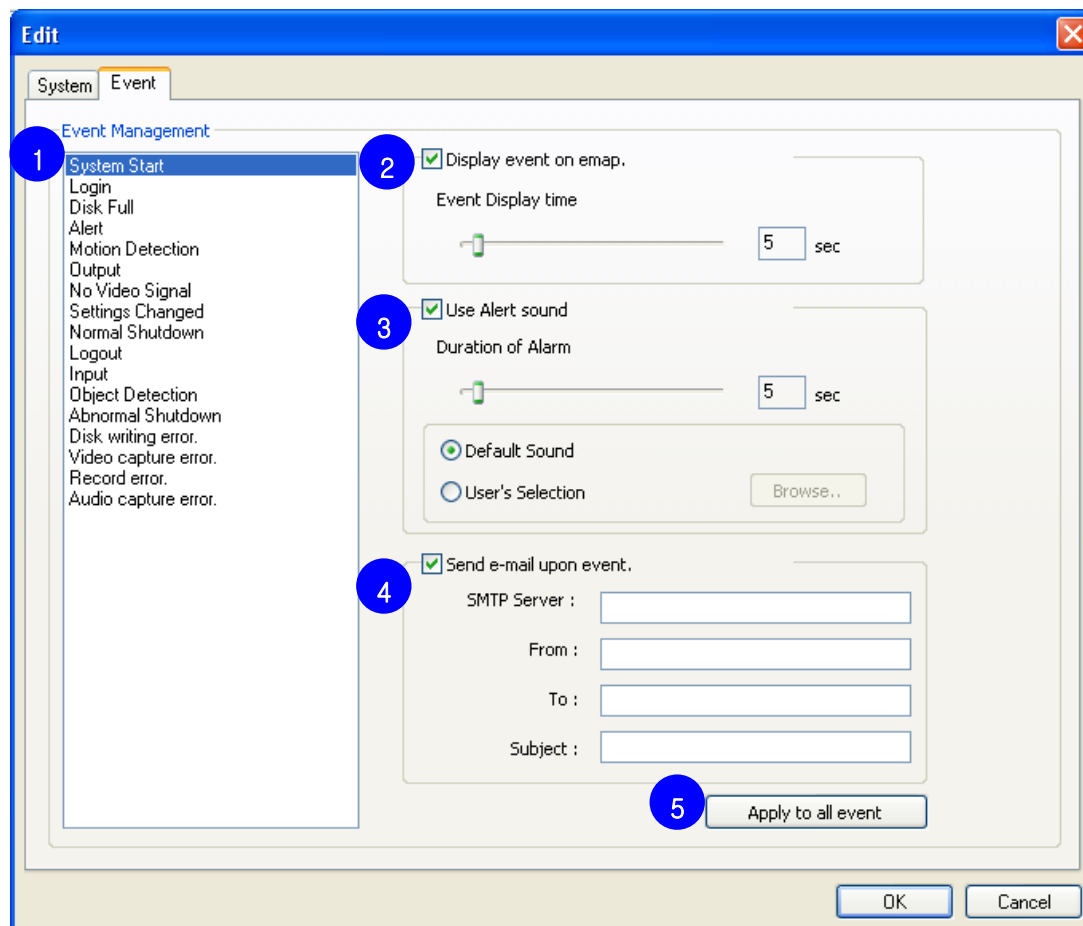 Edit
System Event
Event Management
1
System Start
Login
Disk Full
Alert
Motion Detection
Output
No Video Signal
Settings Changed
Normal Shutdown
Logout
Input
Object Detection
Abnormal Shutdown
Disk writing error.
Video capture error.
Record error.
Audio capture error.
2
Display event on emap.
Event Display time
5 sec
3
Use Alert sound
Duration of Alarm
5 sec
Default Sound
User's Selection Browse..
4
Send e-mail upon event.
SMTP Server :
From :
To :
Subject :
5
Apply to all event
OK Cancel